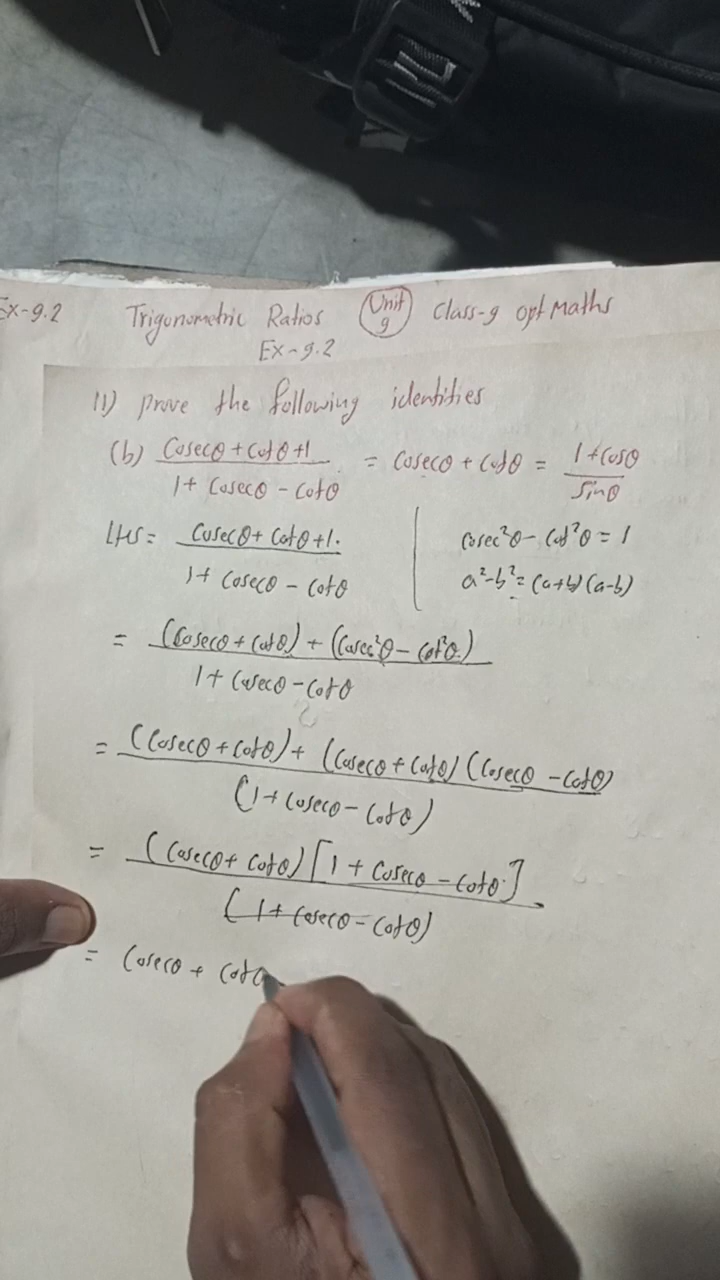 Ex-9.2 Trigonometric Ratios Unit 9 Class-9 opt Maths
Ex-9.2
11) prove the following identities
(b) (Cosecθ + Cotθ + 1) / (1 + Cosecθ - Cotθ) = Cosecθ + Cotθ = (1 + Cosθ) / Sinθ
LHS = (Cosecθ + Cotθ + 1) / (1 + Cosecθ - Cotθ)
cosec²θ - Cot²θ = 1
a² - b² = (a+b) (a-b)
= ((Cosecθ + Cotθ) + (Cosec²θ - Cot²θ)) / (1 + Cosecθ - Cotθ)
= ((Cosecθ + Cotθ) + (Cosecθ + Cotθ) (Cosecθ - Cotθ)) / (1 + Cosecθ - Cotθ)
= (Cosecθ + Cotθ) [1 + Cosecθ - Cotθ] / (1 + Cosecθ - Cotθ)
= Cosecθ + Cotθ